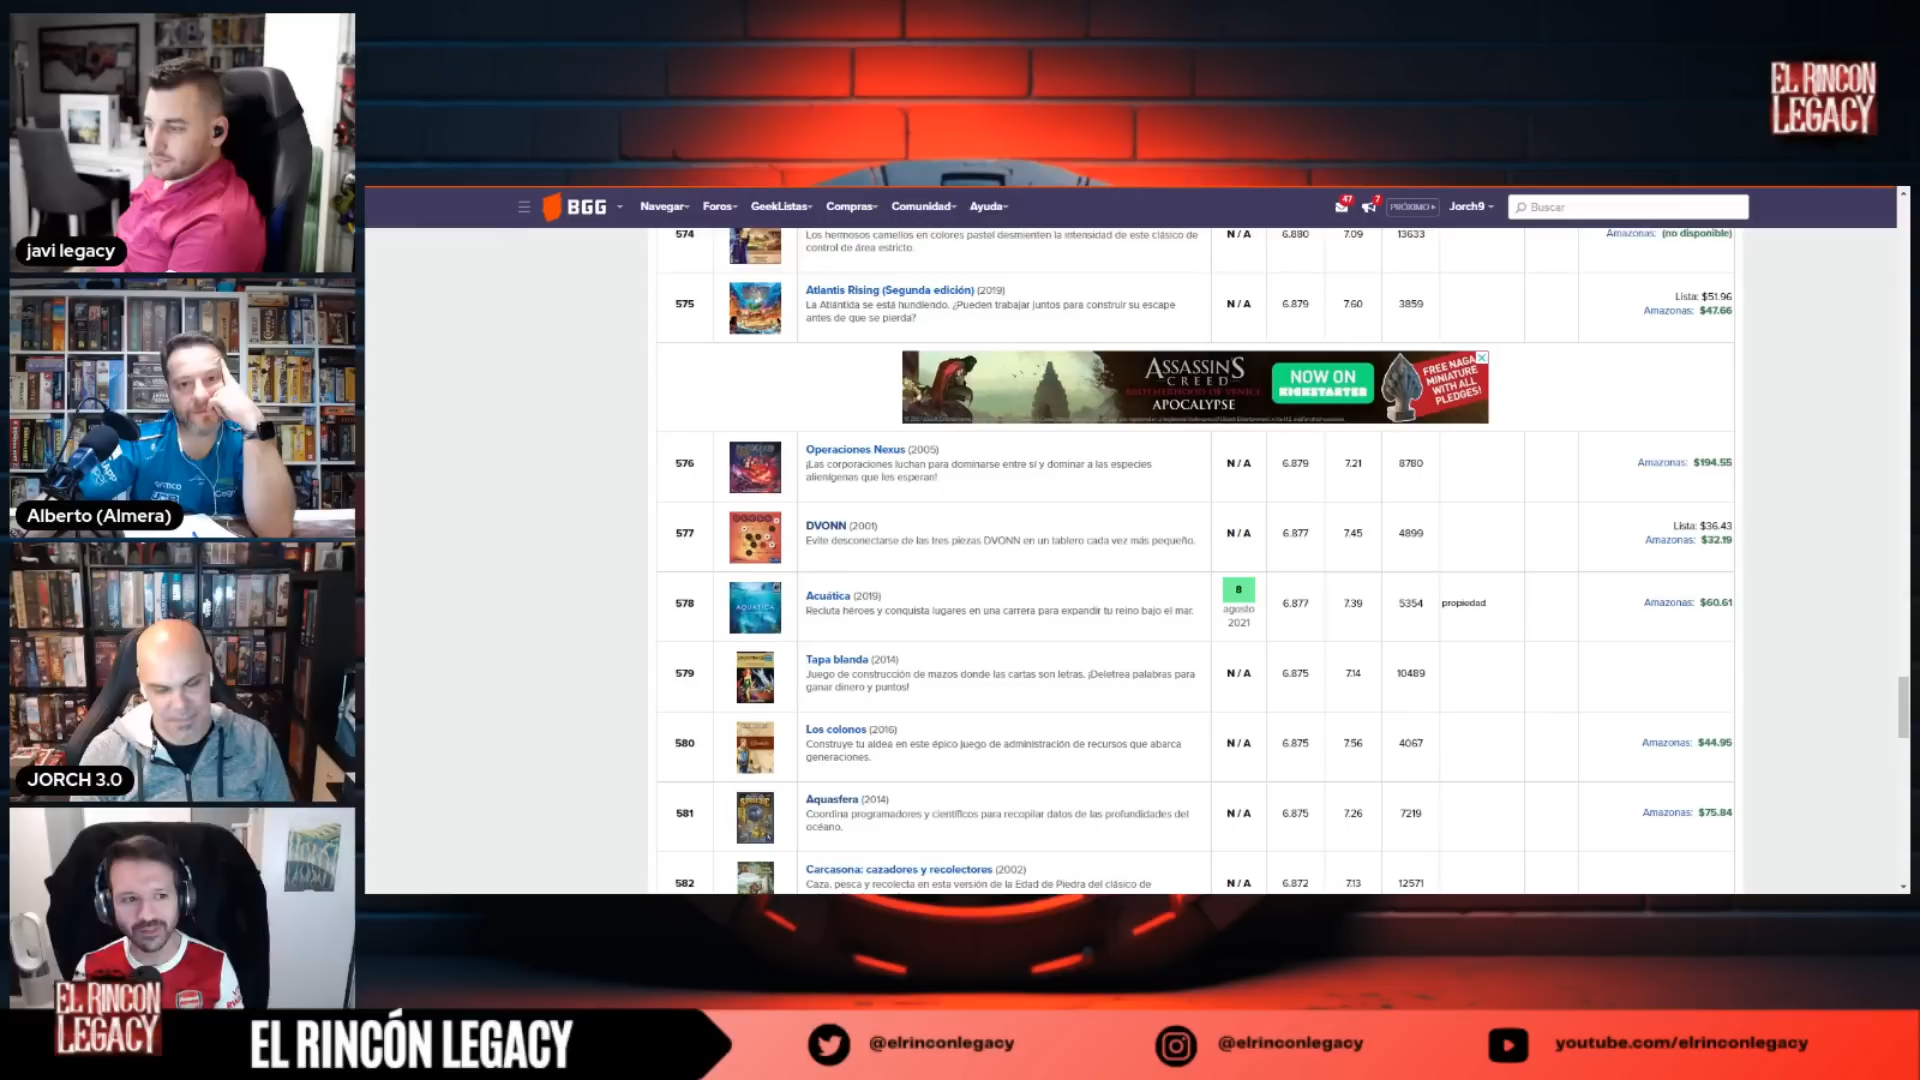 EL RINCON
LEGACY
javi legacy
Alberto (Almera)
JORCH 3.0
BGG
Navegar
Foros
GeekListas
Compras
Comunidad
Ayuda
47
7
PRÓXIMO
Jorch9
Buscar
574
Los hermosos camellos en colores pastel desmienten la intensidad de este clásico de
control de área estricto.
N/A
6.880
7.09
13633
Amazonas: (no disponible)
575
Atlantis Rising (Segunda edición) (2019)
La Atlántida se está hundiendo. ¿Pueden trabajar juntos para construir su escape
antes de que se pierda?
N/A
6.879
7.60
3859
Lista: $51.96
Amazonas: $47.66
ASSASSIN'S
CREED
BROTHERHOOD OF VENICE
APOCALYPSE
NOW ON
KICKSTARTER
FREE NAGA
MINIATURE
WITH ALL
PLEDGES!
576
Operaciones Nexus (2005)
¡Las corporaciones luchan para dominarse entre sí y dominar a las especies
alienígenas que les esperan!
N/A
6.879
7.21
8780
Amazonas: $194.55
577
DVONN (2001)
Evite desconectarse de las tres piezas DVONN en un tablero cada vez más pequeño.
N/A
6.877
7.45
4899
Lista: $36.43
Amazonas: $32.19
578
AQUATICA
Acuática (2019)
Recluta héroes y conquista lugares en una carrera para expandir tu reino bajo el mar.
8
agosto
2021
6.877
7.39
5354
propiedad
Amazonas: $60.61
579
Tapa blanda (2014)
Juego de construcción de mazos donde las cartas son letras. ¡Deletrea palabras para
ganar dinero y puntos!
N/A
6.875
7.14
10489
580
Los colonos (2016)
Construye tu aldea en este épico juego de administración de recursos que abarca
generaciones.
N/A
6.875
7.56
4067
Amazonas: $44.95
581
Aquasfera (2014)
Coordina programadores y científicos para recopilar datos de las profundidades del
océano.
N/A
6.875
7.26
7219
Amazonas: $75.84
582
Carcasona: cazadores y recolectores (2002)
Caza, pesca y recolecta en esta versión de la Edad de Piedra del clásico de
N/A
6.872
7.13
12571
EL RINCON
LEGACY
EL RINCÓN LEGACY
@elrinconlegacy
@elrinconlegacy
youtube.com/elrinconlegacy